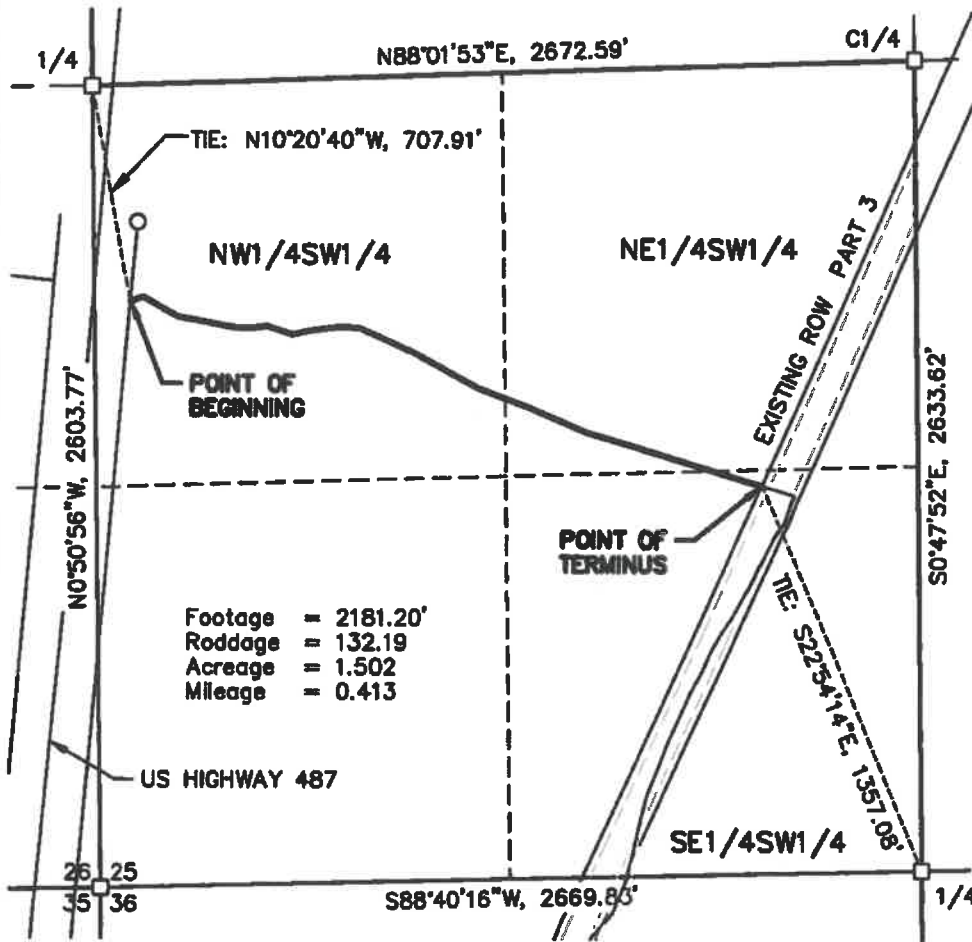 1/4
N88°01'53"E, 2672.59'
C1/4
TIE: N10°20'40"W, 707.91'
NW1/4SW1/4
NE1/4SW1/4
EXISTING ROW PART 3
POINT OF
BEGINNING
N0°50'56"W, 2603.77'
S0°47'52"E, 2633.62'
POINT OF
TERMINUS
TIE: S22°54'14"E, 1357.08'
Footage = 2181.20'
Roddage = 132.19
Acreage = 1.502
Mileage = 0.413
US HIGHWAY 487
SE1/4SW1/4
26 25
35 36
S88°40'16"W, 2669.83'
1/4